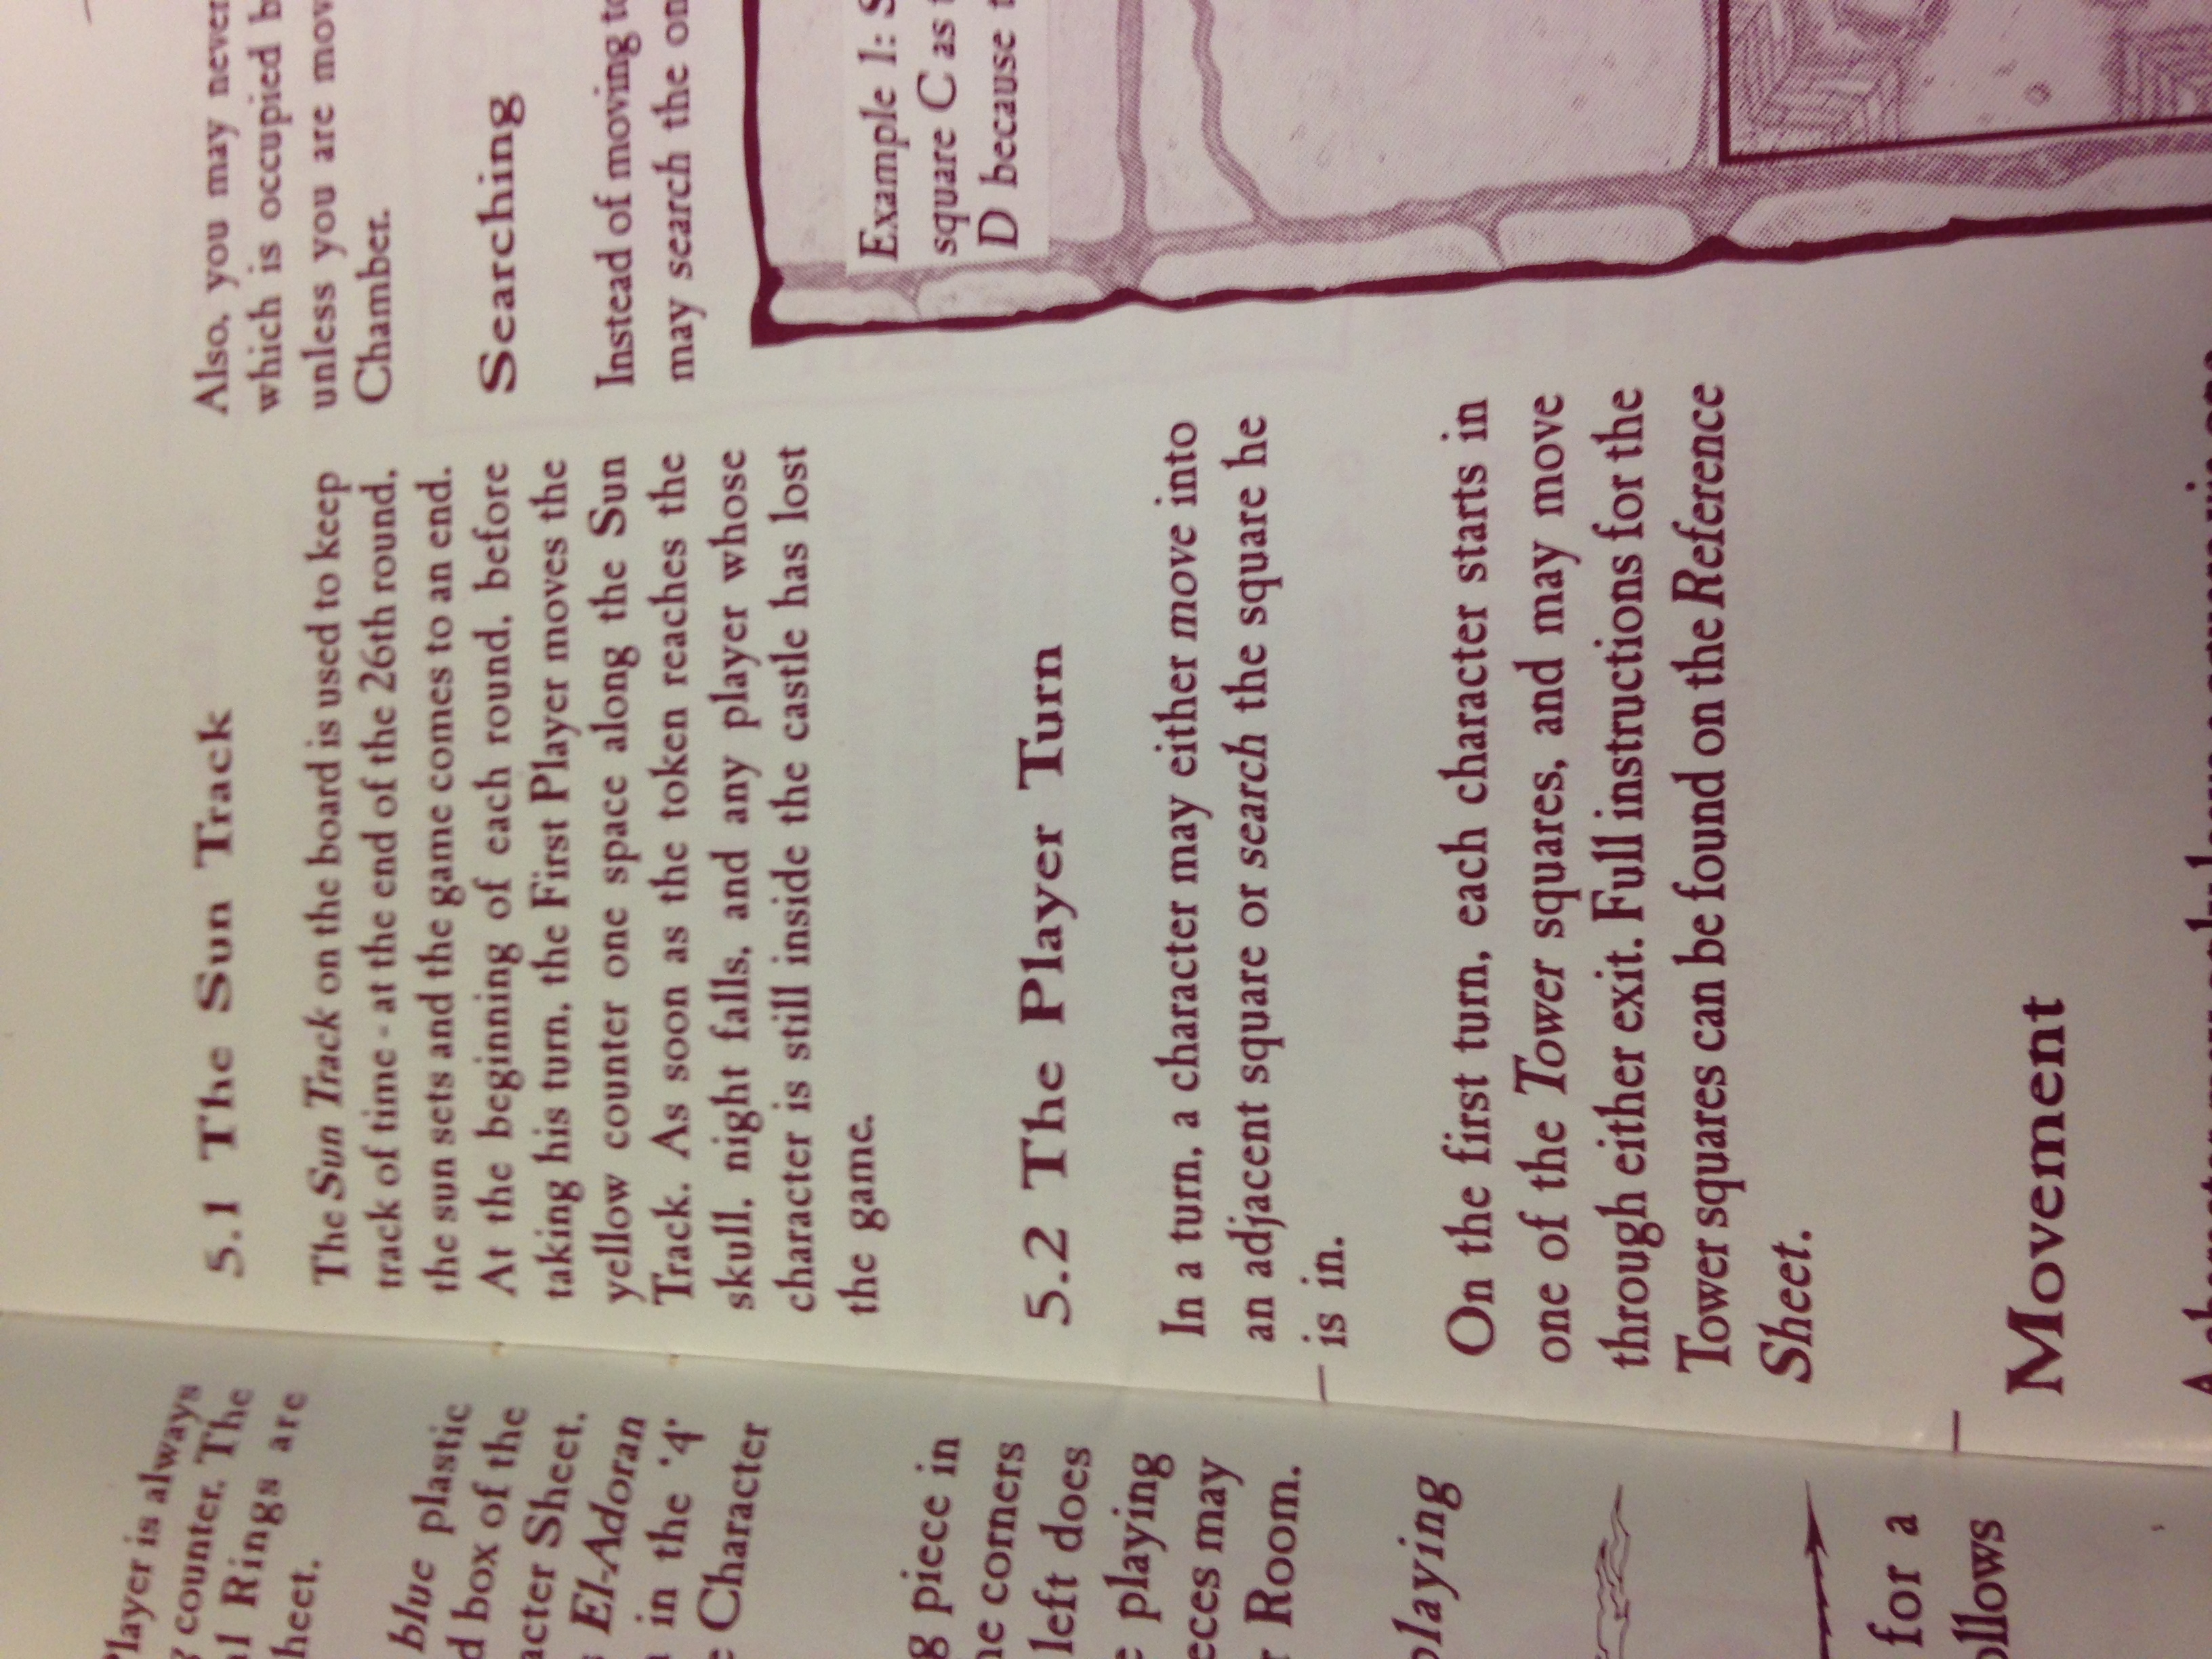 Player is always
counter. The
Rings are
blue plastic
box of the
Sheet.
El-Adoran
in the '4'
Character
piece in
corners
left does
playing
may
Room.
playing
for a
5.1 The Sun Track
The Sun Track on the board is used to keep
track of time - at the end of the 26th round,
the sun sets and the game comes to an end.
At the beginning of each round, before
taking his turn, the First Player moves the
yellow counter one space along the Sun
Track. As soon as the token reaches the
skull, night falls, and any player whose
character is still inside the castle has lost
the game.
5.2 The Player Turn
In a turn, a character may either move into
an adjacent square or search the square he
is in.
On the first turn, each character starts in
one of the Tower squares, and may move
through either exit. Full instructions for the
Tower squares can be found on the Reference
Sheet.
Movement
A character may only leave a square via one
Also, you may never
which is occupied
unless you are
Chamber.
Searching
Instead of moving
may search the
Example 1:
square C as
D because